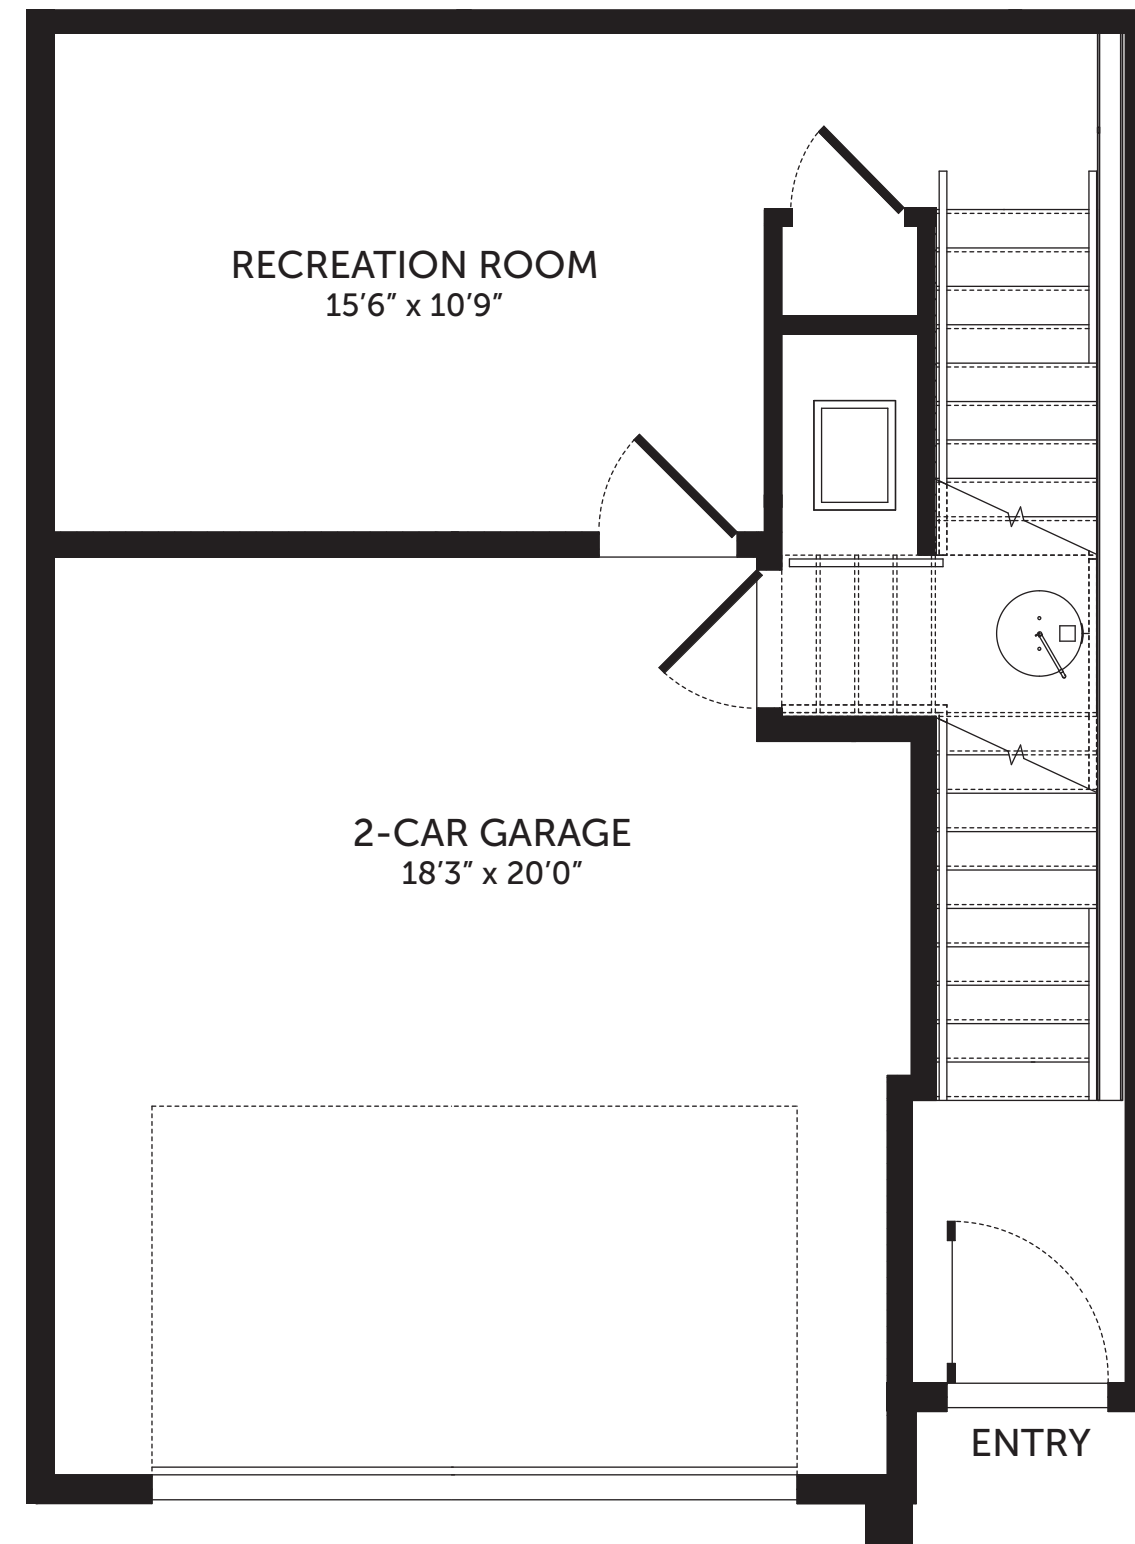 RECREATION ROOM
15’6” x 10’9”
2-CAR GARAGE
18’3” x 20’0”
ENTRY